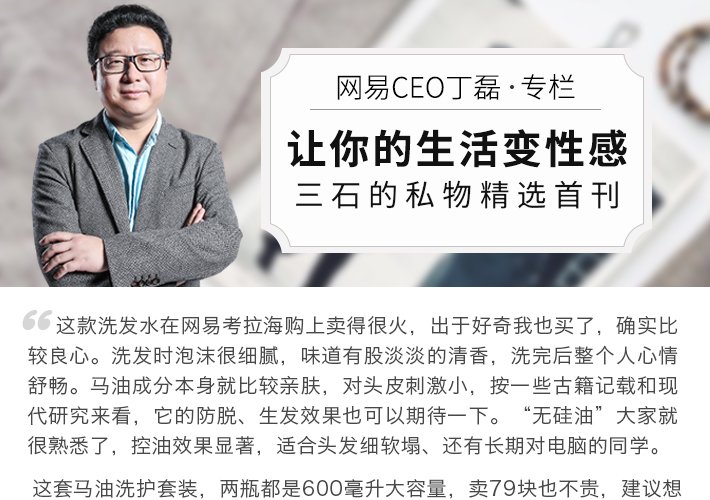 网易CEO丁磊·专栏
让你的生活变性感
三石的私物精选首刊
“这款洗发水在网易考拉海购上卖得很火，出于好奇我也买了，确实比
较良心。洗发时泡沫很细腻，味道有股淡淡的清香，洗完后整个人心情
舒畅。马油成分本身就比较亲肤，对头皮刺激小，按一些古籍记载和现
代研究来看，它的防脱、生发效果也可以期待一下。“无硅油”大家就
很熟悉了，控油效果显著，适合头发细软塌、还有长期对电脑的同学。
这套马油洗护套装，两瓶都是600毫升大容量，卖79块也不贵，建议想